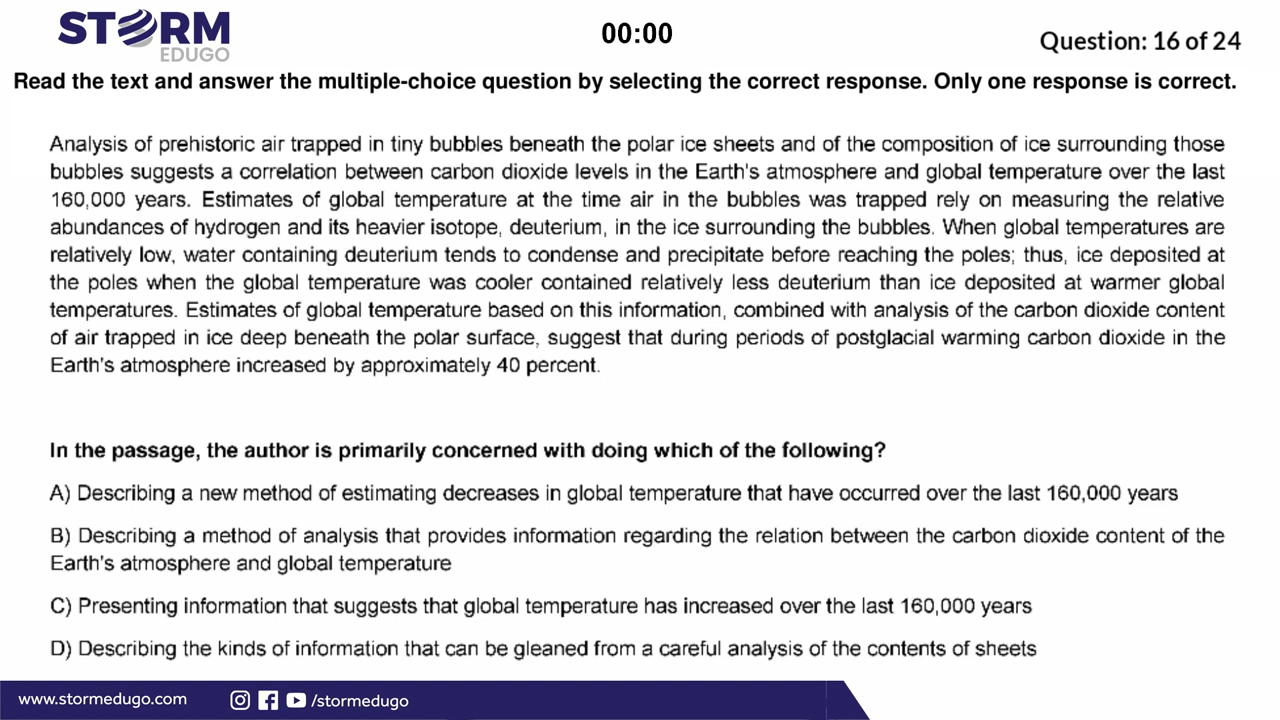 STORM
EDUGO
00:00
Question: 16 of 24
Read the text and answer the multiple-choice question by selecting the correct response. Only one response is correct.
Analysis of prehistoric air trapped in tiny bubbles beneath the polar ice sheets and of the composition of ice surrounding those
bubbles suggests a correlation between carbon dioxide levels in the Earth's atmosphere and global temperature over the last
160,000 years. Estimates of global temperature at the time air in the bubbles was trapped rely on measuring the relative
abundances of hydrogen and its heavier isotope, deuterium, in the ice surrounding the bubbles. When global temperatures are
relatively low, water containing deuterium tends to condense and precipitate before reaching the poles; thus, ice deposited at
the poles when the global temperature was cooler contained relatively less deuterium than ice deposited at warmer global
temperatures. Estimates of global temperature based on this information, combined with analysis of the carbon dioxide content
of air trapped in ice deep beneath the polar surface, suggest that during periods of postglacial warming carbon dioxide in the
Earth's atmosphere increased by approximately 40 percent.
In the passage, the author is primarily concerned with doing which of the following?
A) Describing a new method of estimating decreases in global temperature that have occurred over the last 160,000 years
B) Describing a method of analysis that provides information regarding the relation between the carbon dioxide content of the
Earth's atmosphere and global temperature
C) Presenting information that suggests that global temperature has increased over the last 160,000 years
D) Describing the kinds of information that can be gleaned from a careful analysis of the contents of sheets
www.stormedugo.com
/stormedugo